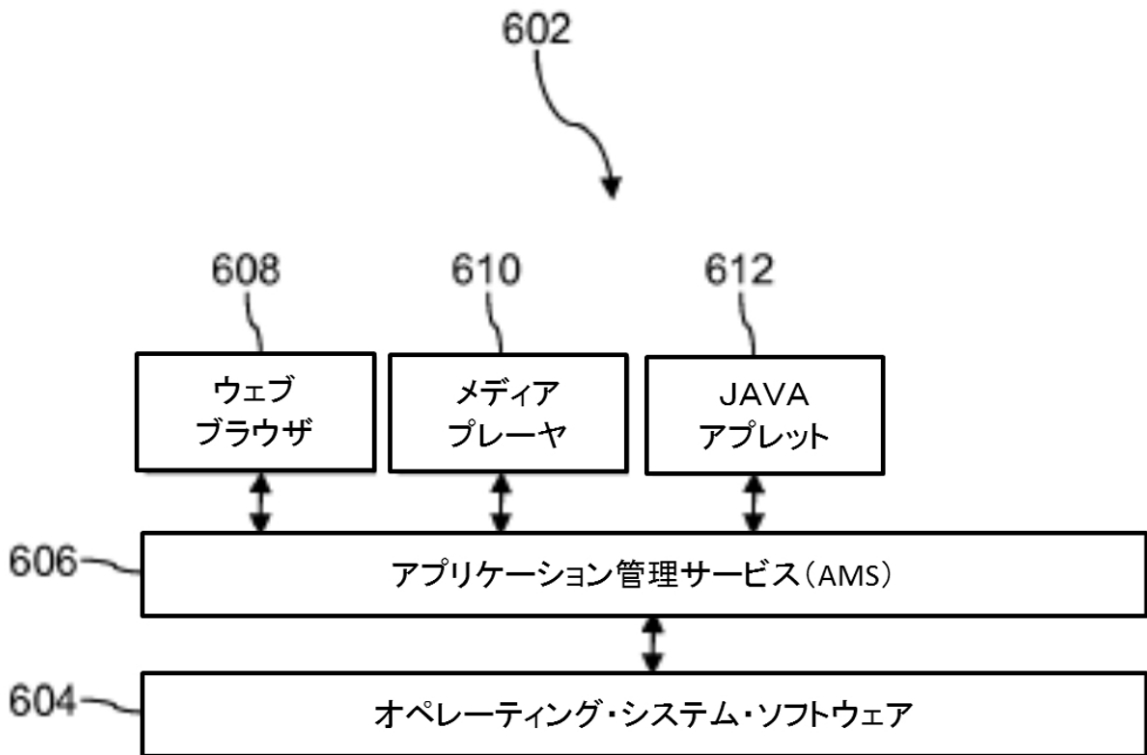 602
608
610
612
ウェブ
ブラウザ
メディア
プレーヤ
ＪＡＶＡ
アプレット
606
アプリケーション管理サービス（AMS）
604
オペレーティング・システム・ソフトウェア